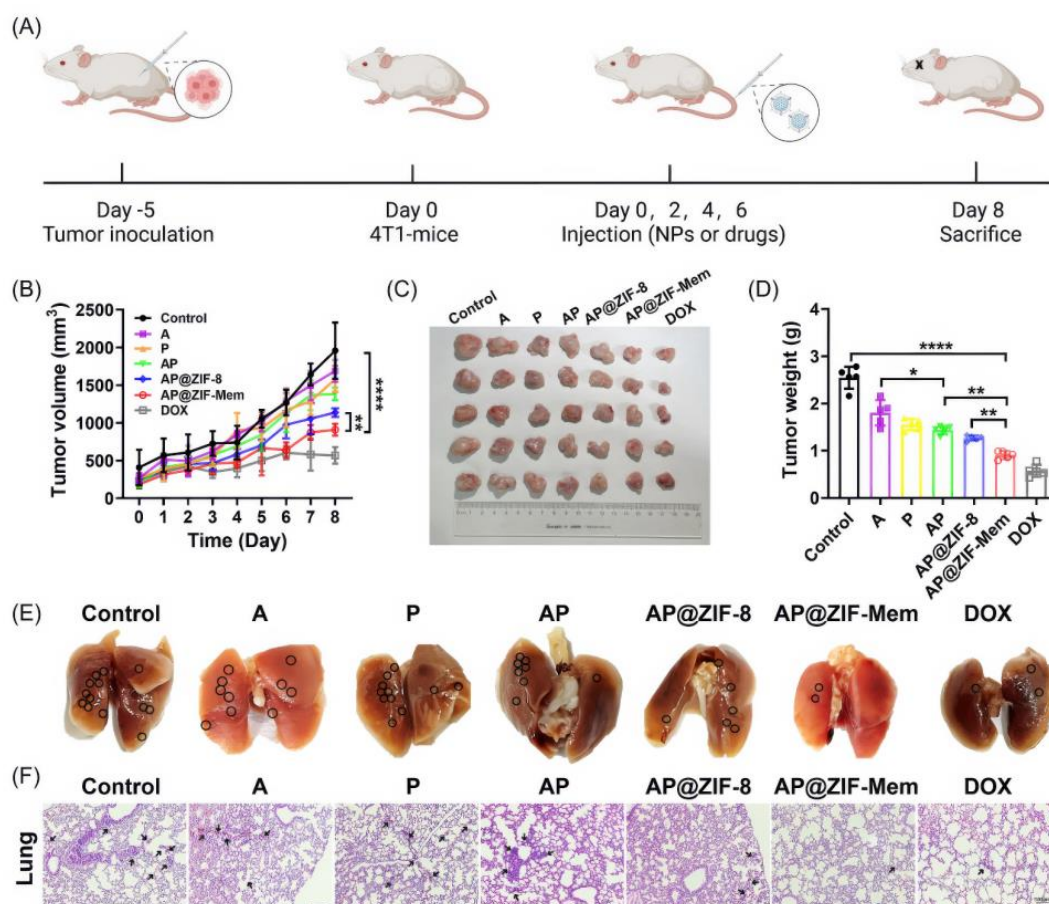 (A)
X
Day -5
Tumor inoculation
Day 0
4T1-mice
Day 0, 2, 4, 6
Injection (NPs or drugs)
Day 8
Sacrifice
(B)
Tumor volume (mm³)
2500
2000
1500
1000
500
0
Control
A
P
AP
AP@ZIF-8
AP@ZIF-Mem
DOX
****
**
0 1 2 3 4 5 6 7 8
Time (Day)
(C)
Control A P AP AP@ZIF-8 AP@ZIF-Mem DOX
(D)
Tumor weight (g)
4
3
2
1
0
****
*
**
**
Control A P AP AP@ZIF-8 AP@ZIF-Mem DOX
(E)
Control A P AP AP@ZIF-8 AP@ZIF-Mem DOX
(F)
Control A P AP AP@ZIF-8 AP@ZIF-Mem DOX
Lung